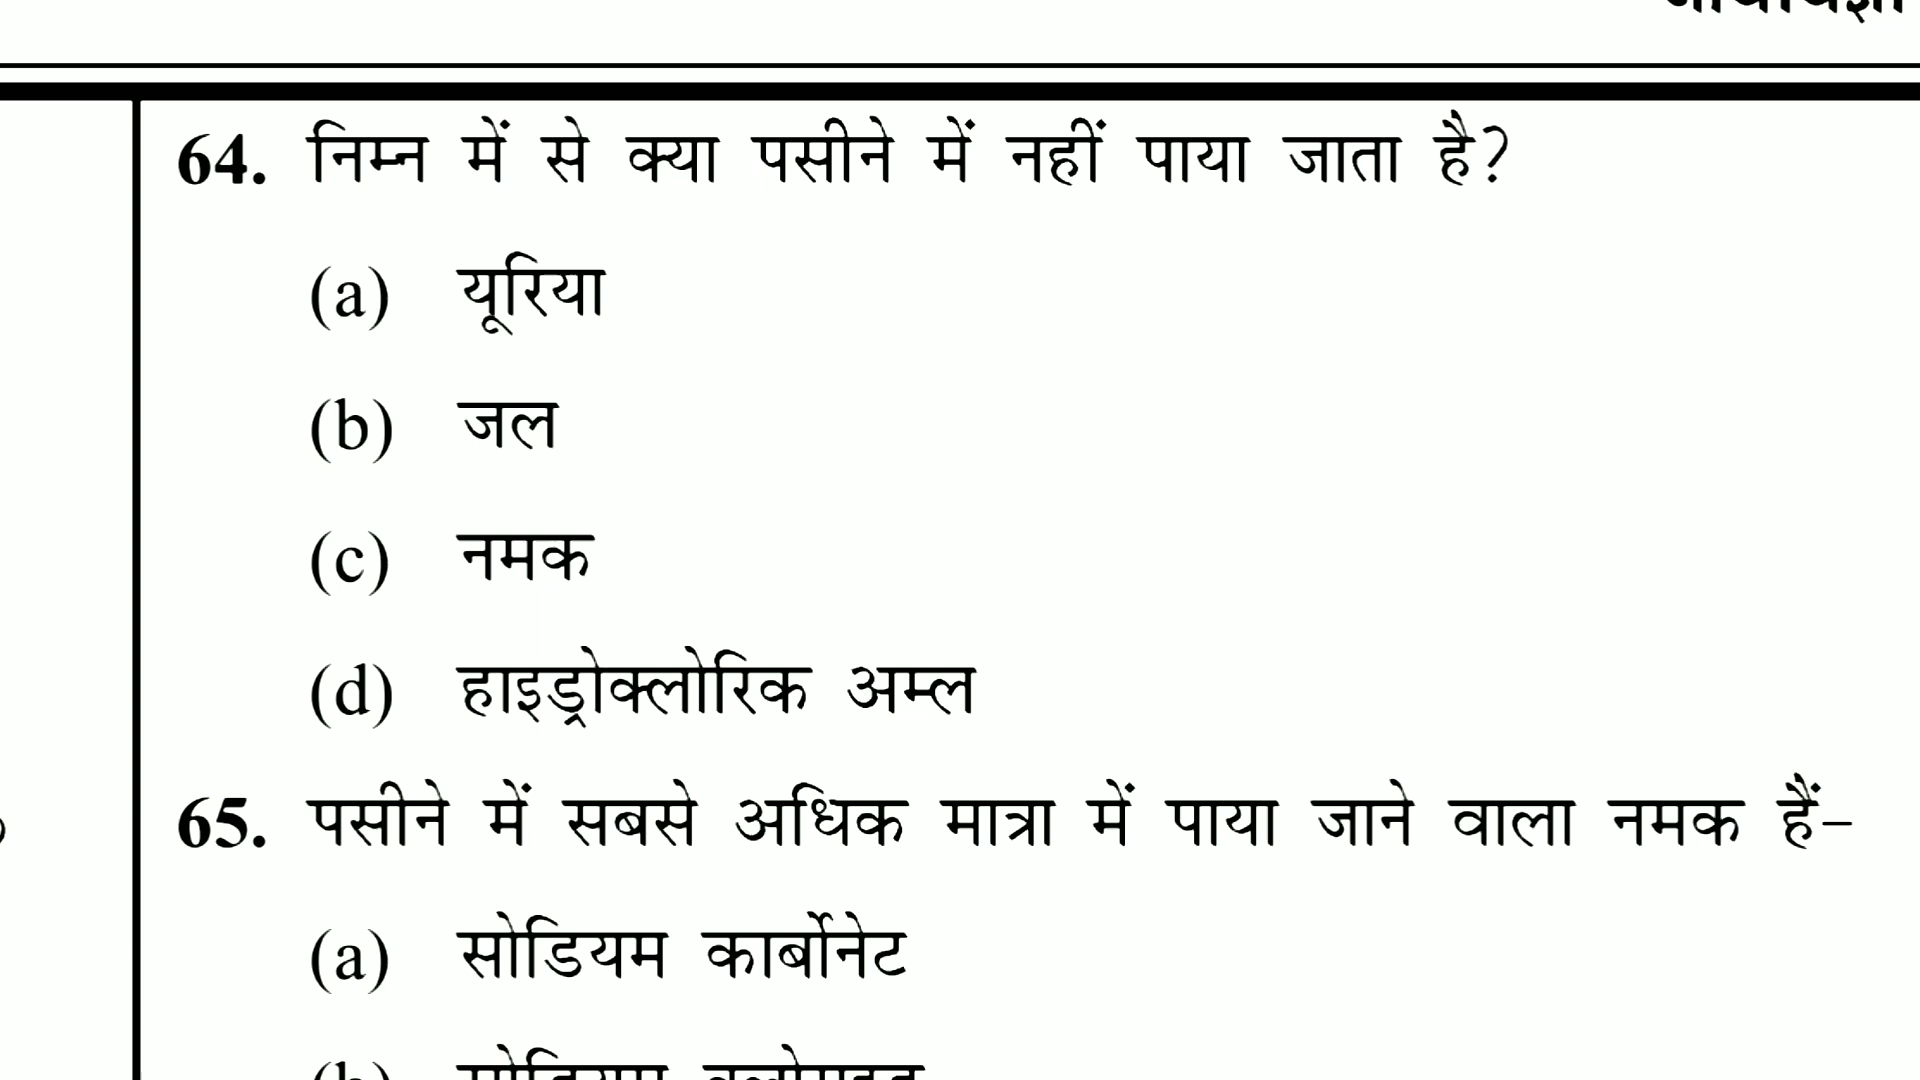 64. निम्न में से क्या पसीने में नहीं पाया जाता है?
(a) यूरिया
(b) जल
(c) नमक
(d) हाइड्रोक्लोरिक अम्ल
65. पसीने में सबसे अधिक मात्रा में पाया जाने वाला नमक हैं–
(a) सोडियम कार्बोनेट